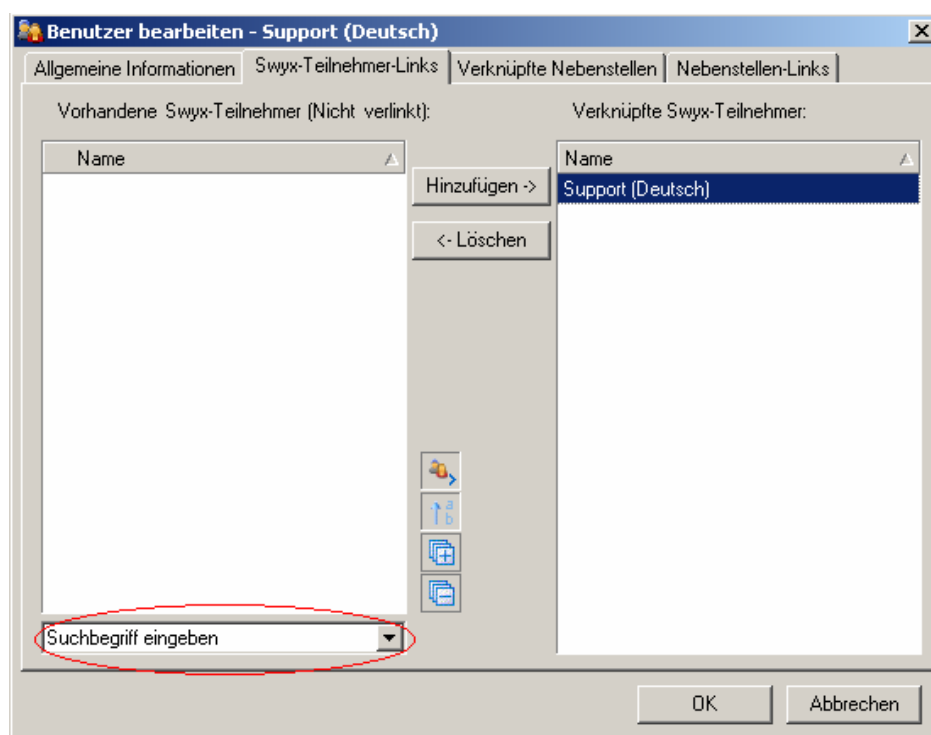 Benutzer bearbeiten - Support (Deutsch)
Allgemeine Informationen Swyx-Teilnehmer-Links Verknüpfte Nebenstellen Nebenstellen-Links
Vorhandene Swyx-Teilnehmer (Nicht verlinkt): Verknüpfte Swyx-Teilnehmer:
Name Name
Hinzufügen -> Support (Deutsch)
<- Löschen
a
b
Suchbegriff eingeben
OK Abbrechen